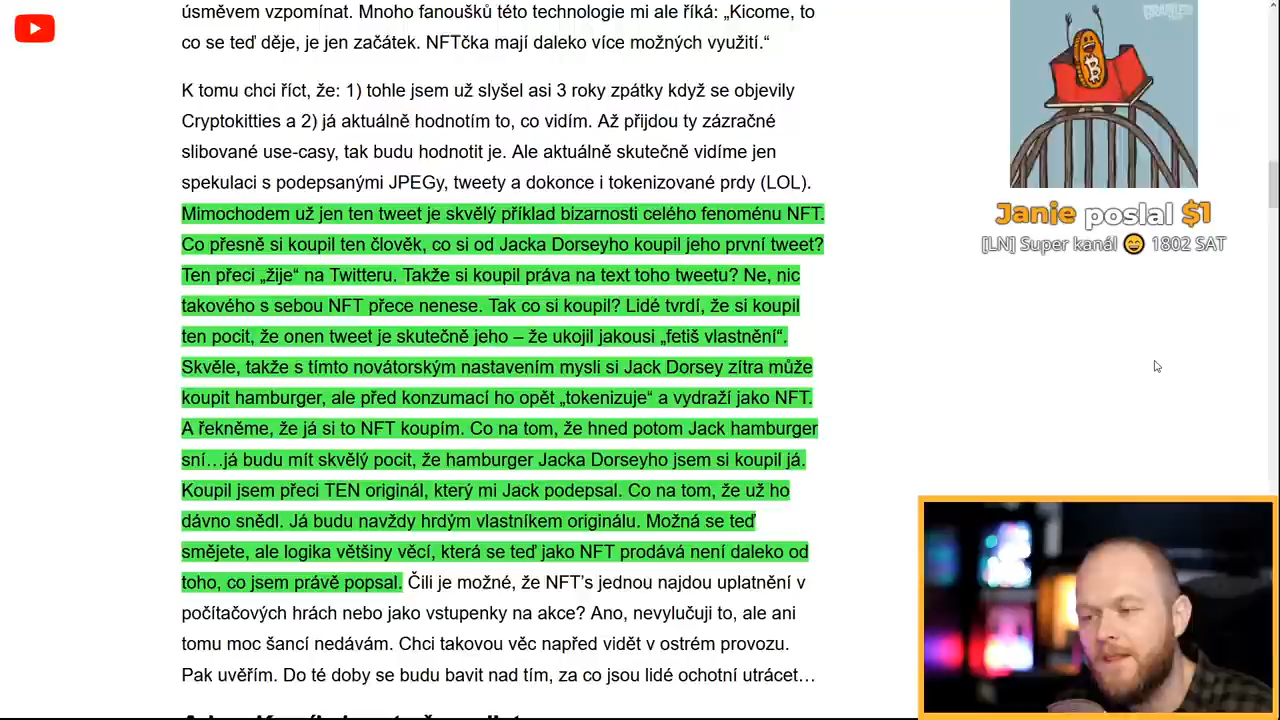 úsměvem vzpomínat. Mnoho fanoušků této technologie mi ale říká: „Kicome, to
co se teď děje, je jen začátek. NFTčka mají daleko více možných využití.“
K tomu chci říct, že: 1) tohle jsem už slyšel asi 3 roky zpátky když se objevily
Cryptokitties a 2) já aktuálně hodnotím to, co vidím. Až přijdou ty zázračné
slibované use-casy, tak budu hodnotit je. Ale aktuálně skutečně vidíme jen
spekulaci s podepsanými JPEGy, tweety a dokonce i tokenizované prdy (LOL).
Mimochodem už jen ten tweet je skvělý příklad bizarnosti celého fenoménu NFT.
Co přesně si koupil ten člověk, co si od Jacka Dorseyho koupil jeho první tweet?
Ten přeci „žije“ na Twitteru. Takže si koupil práva na text toho tweetu? Ne, nic
takového s sebou NFT přece nenese. Tak co si koupil? Lidé tvrdí, že si koupil
ten pocit, že onen tweet je skutečně jeho – že ukojil jakousi „fetiš vlastnění“.
Skvěle, takže s tímto novátorským nastavením mysli si Jack Dorsey zítra může
koupit hamburger, ale před konzumací ho opět „tokenizuje“ a vydraží jako NFT.
A řekněme, že já si to NFT koupím. Co na tom, že hned potom Jack hamburger
sní…já budu mít skvělý pocit, že hamburger Jacka Dorseyho jsem si koupil já.
Koupil jsem přeci TEN originál, který mi Jack podepsal. Co na tom, že už ho
dávno snědl. Já budu navždy hrdým vlastníkem originálu. Možná se teď
smějete, ale logika většiny věcí, která se teď jako NFT prodává není daleko od
toho, co jsem právě popsal. Čili je možné, že NFT’s jednou najdou uplatnění v
počítačových hrách nebo jako vstupenky na akce? Ano, nevylučuji to, ale ani
tomu moc šancí nedávám. Chci takovou věc napřed vidět v ostrém provozu.
Pak uvěřím. Do té doby se budu bavit nad tím, za co jsou lidé ochotní utrácet…
Janie poslal $1
[LN] Super kanál 😄 1802 SAT